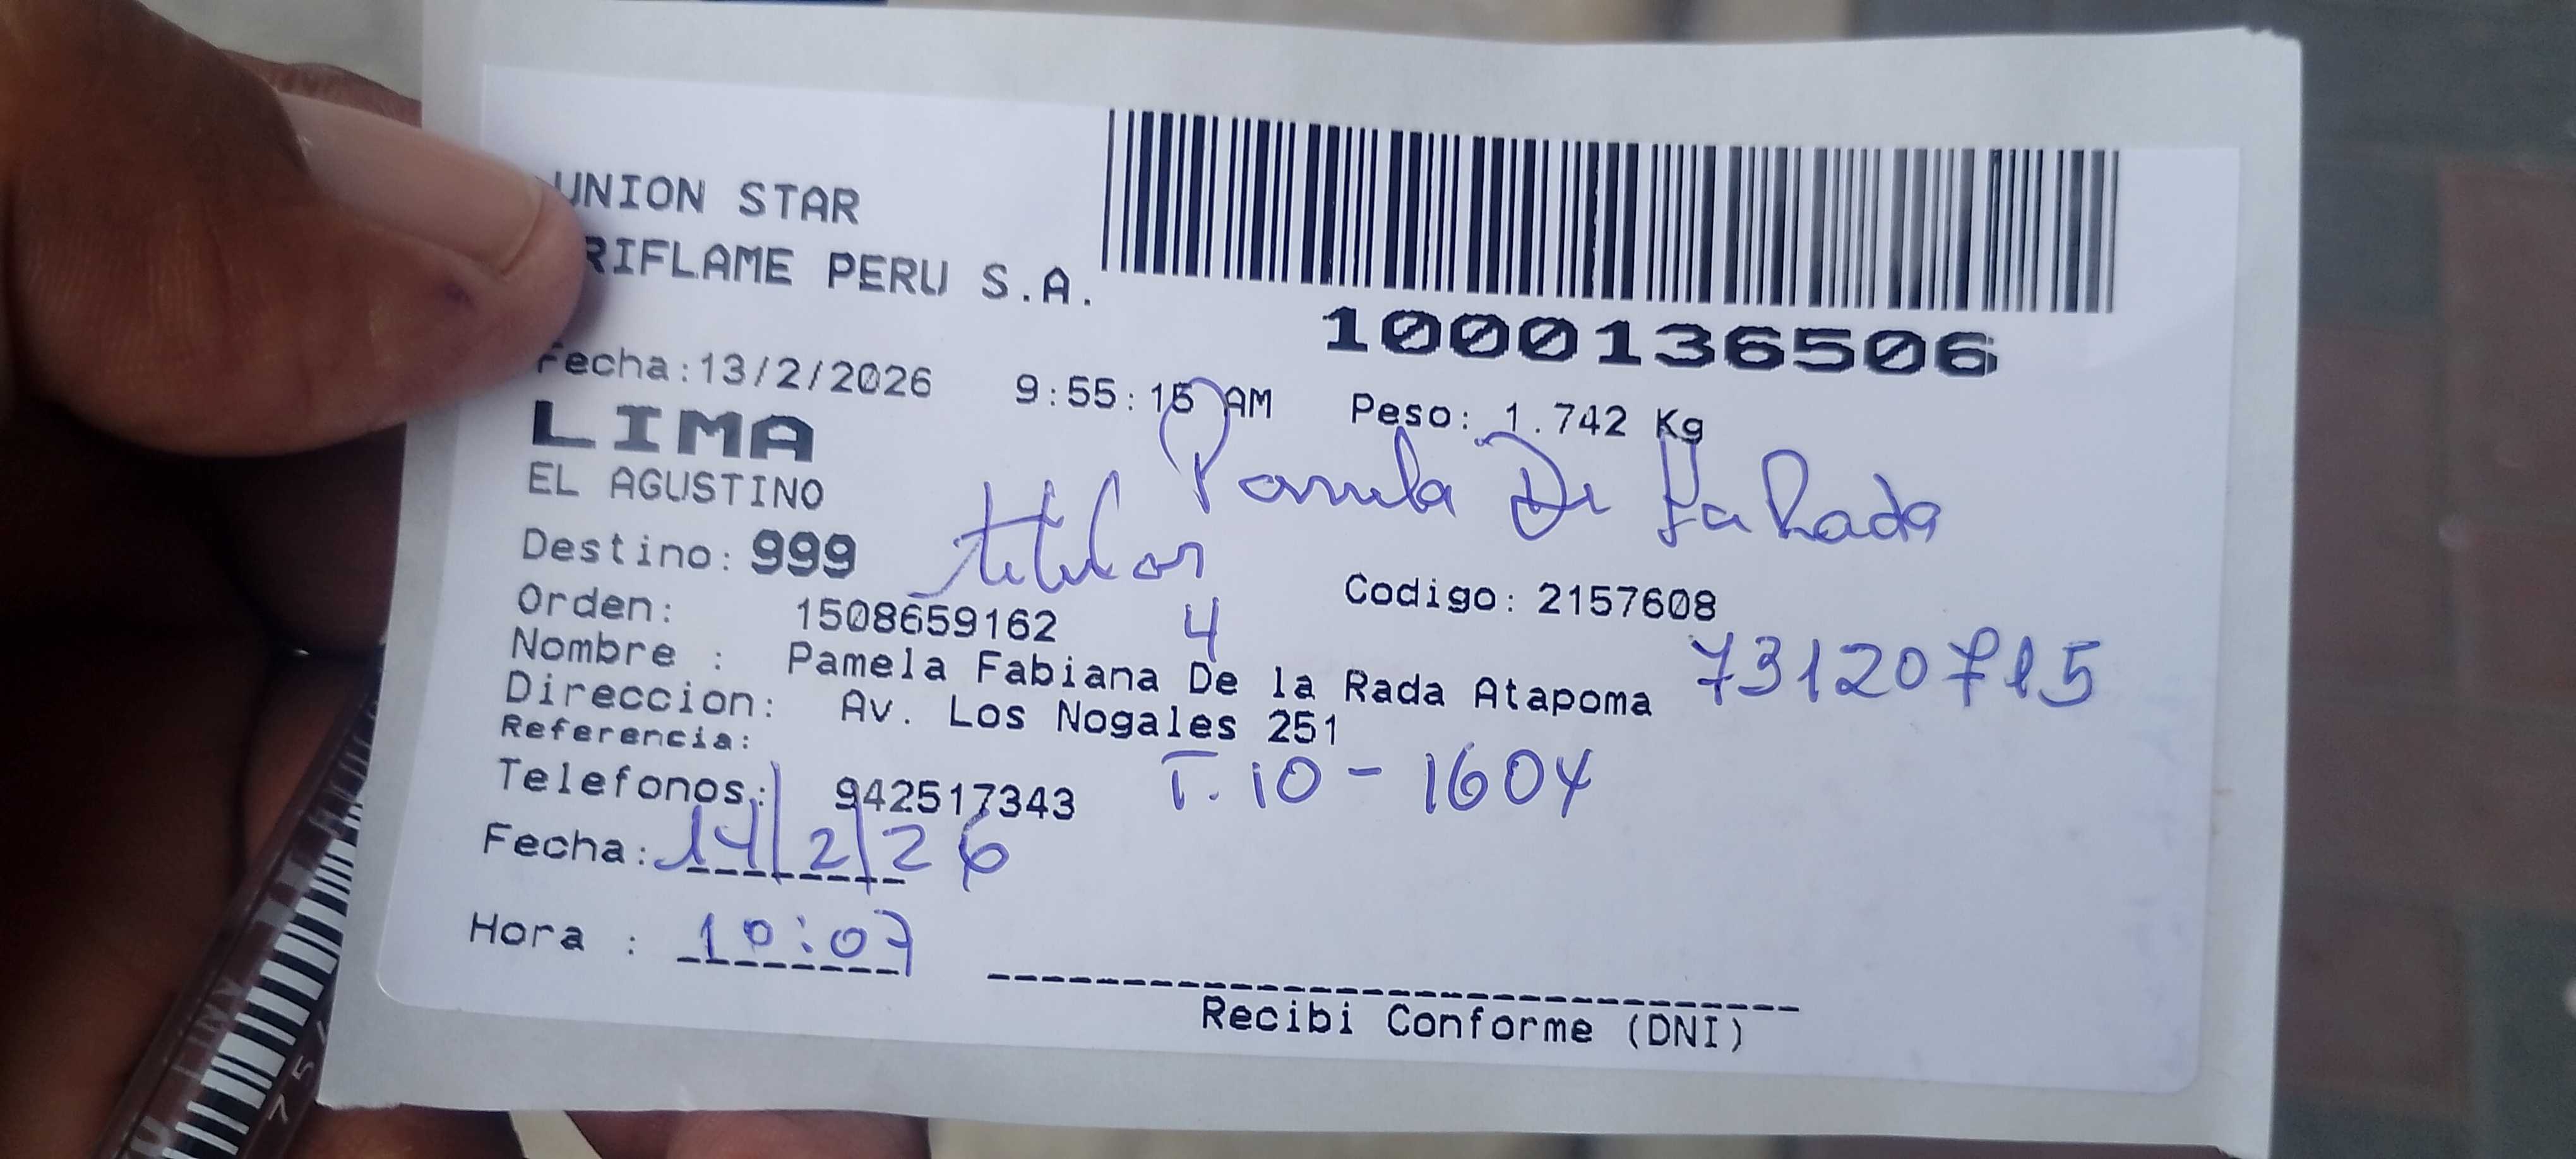 UNION STAR
RIFLAME PERU S.A.
1000136506
Fecha:13/2/2026 9:55:15 AM Peso: 1.742 Kg
LIMA
EL AGUSTINO
Pamela De La Rada
Destino: 999 titular
Orden: 1508659162 4 Codigo: 2157608
Nombre : Pamela Fabiana De la Rada Atapoma 73120715
Direccion: Av. Los Nogales 251
Referencia:
Telefonos: 942517343 T.10-1604
Fecha: 14/2/26
Hora : 10:07
Recibi Conforme (DNI)